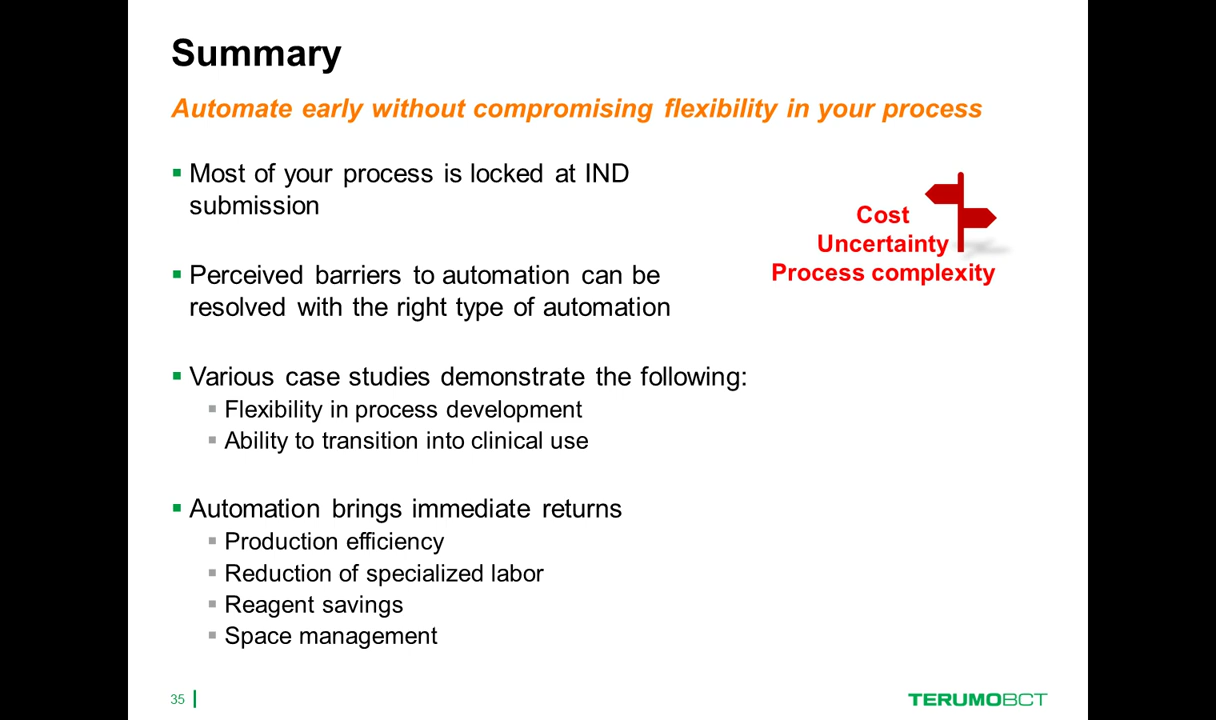 Summary
Automate early without compromising flexibility in your process
Most of your process is locked at IND
submission
Cost
Uncertainty
Process complexity
Perceived barriers to automation can be
resolved with the right type of automation
Various case studies demonstrate the following:
Flexibility in process development
Ability to transition into clinical use
Automation brings immediate returns
Production efficiency
Reduction of specialized labor
Reagent savings
Space management
35
TERUMOBCT